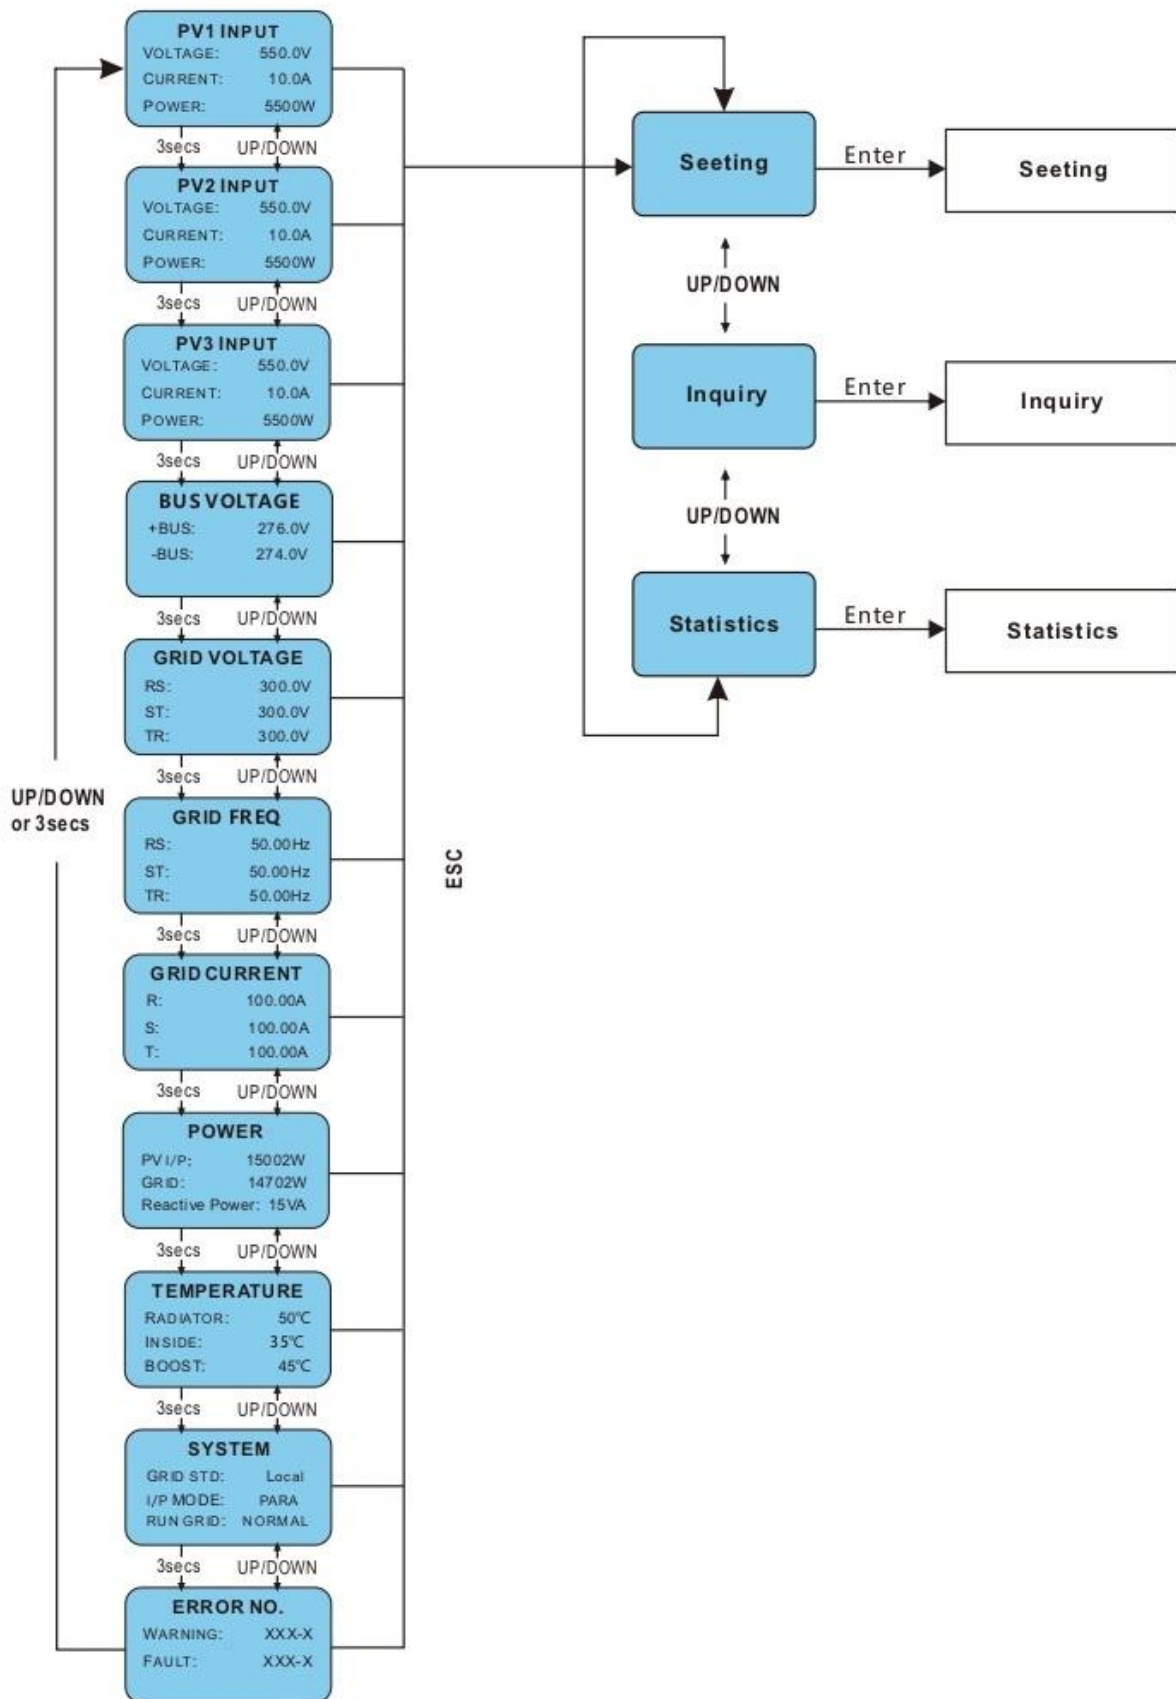 PV1 INPUT
VOLTAGE: 550.0V
CURRENT: 10.0A
POWER: 5500W
3secs UP/DOWN
PV2 INPUT
VOLTAGE: 550.0V
CURRENT: 10.0A
POWER: 5500W
3secs UP/DOWN
PV3 INPUT
VOLTAGE: 550.0V
CURRENT: 10.0A
POWER: 5500W
3secs UP/DOWN
BUS VOLTAGE
+BUS: 276.0V
-BUS: 274.0V
3secs UP/DOWN
GRID VOLTAGE
RS: 300.0V
ST: 300.0V
TR: 300.0V
3secs UP/DOWN
GRID FREQ
RS: 50.00Hz
ST: 50.00Hz
TR: 50.00Hz
3secs UP/DOWN
GRID CURRENT
R: 100.00A
S: 100.00A
T: 100.00A
3secs UP/DOWN
POWER
PV I/P: 15002W
GRID: 14702W
Reactive Power: 15VA
3secs UP/DOWN
TEMPERATURE
RADIATOR: 50℃
INSIDE: 35℃
BOOST: 45℃
3secs UP/DOWN
SYSTEM
GRID STD: Local
I/P MODE: PARA
RUN GRID: NORMAL
3secs UP/DOWN
ERROR NO.
WARNING: XXX-X
FAULT: XXX-X
UP/DOWN
or 3secs
ESC
Seeting Enter Seeting
UP/DOWN
Inquiry Enter Inquiry
UP/DOWN
Statistics Enter Statistics